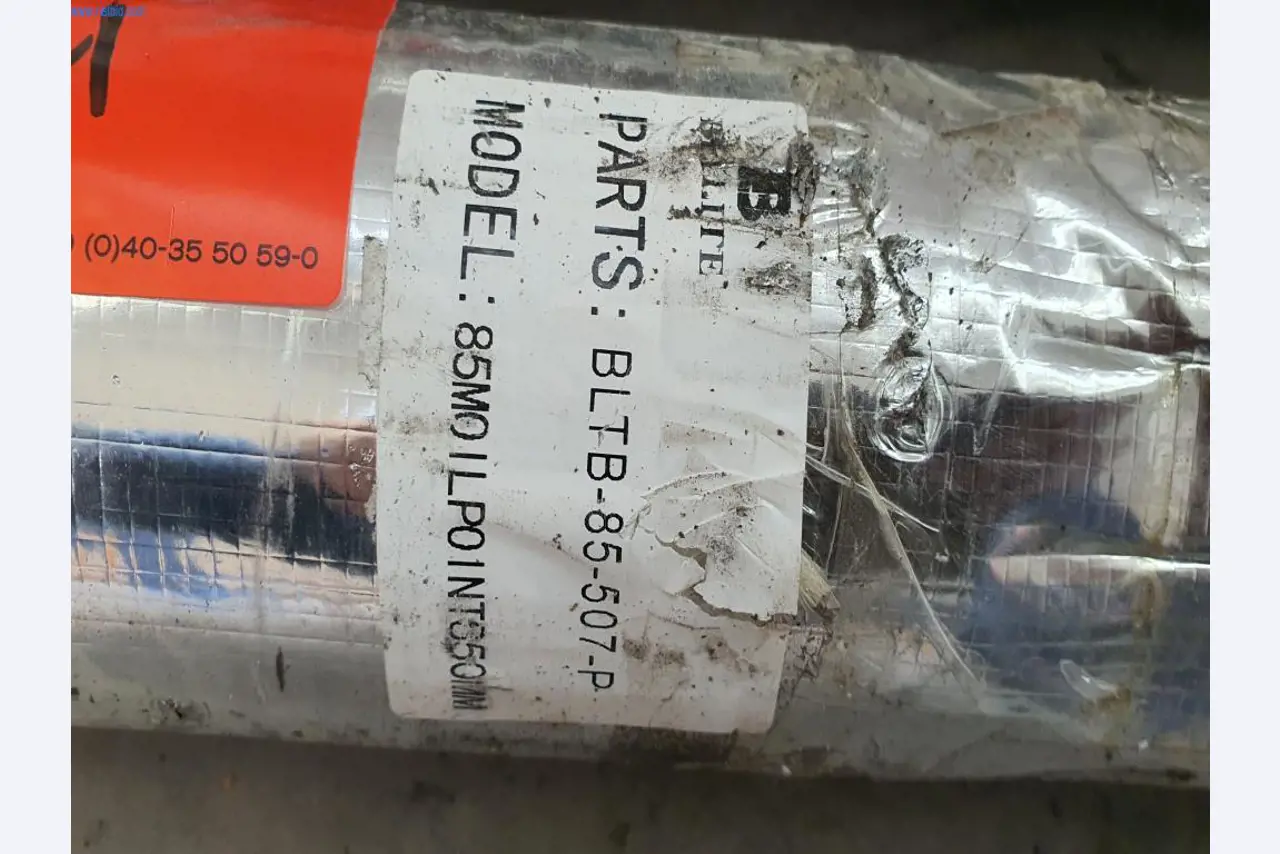 B
PARTS: BLTB-85-507-P
MODEL: 85MOILPOINT550MM
(0)40-35 50 59-0